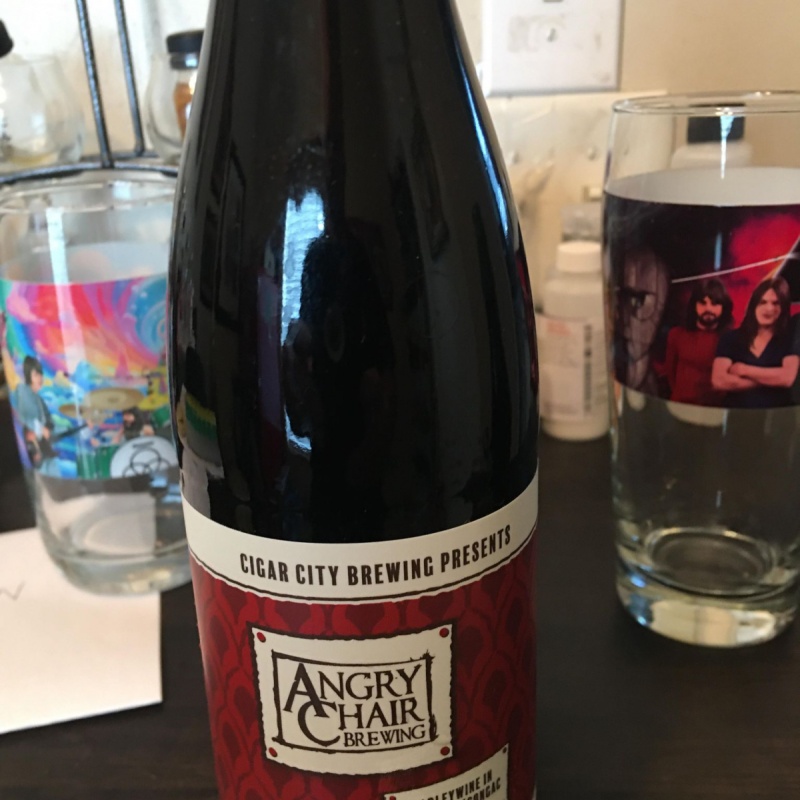 CIGAR CITY BREWING PRESENTS
ANGRY
CHAIR
BREWING